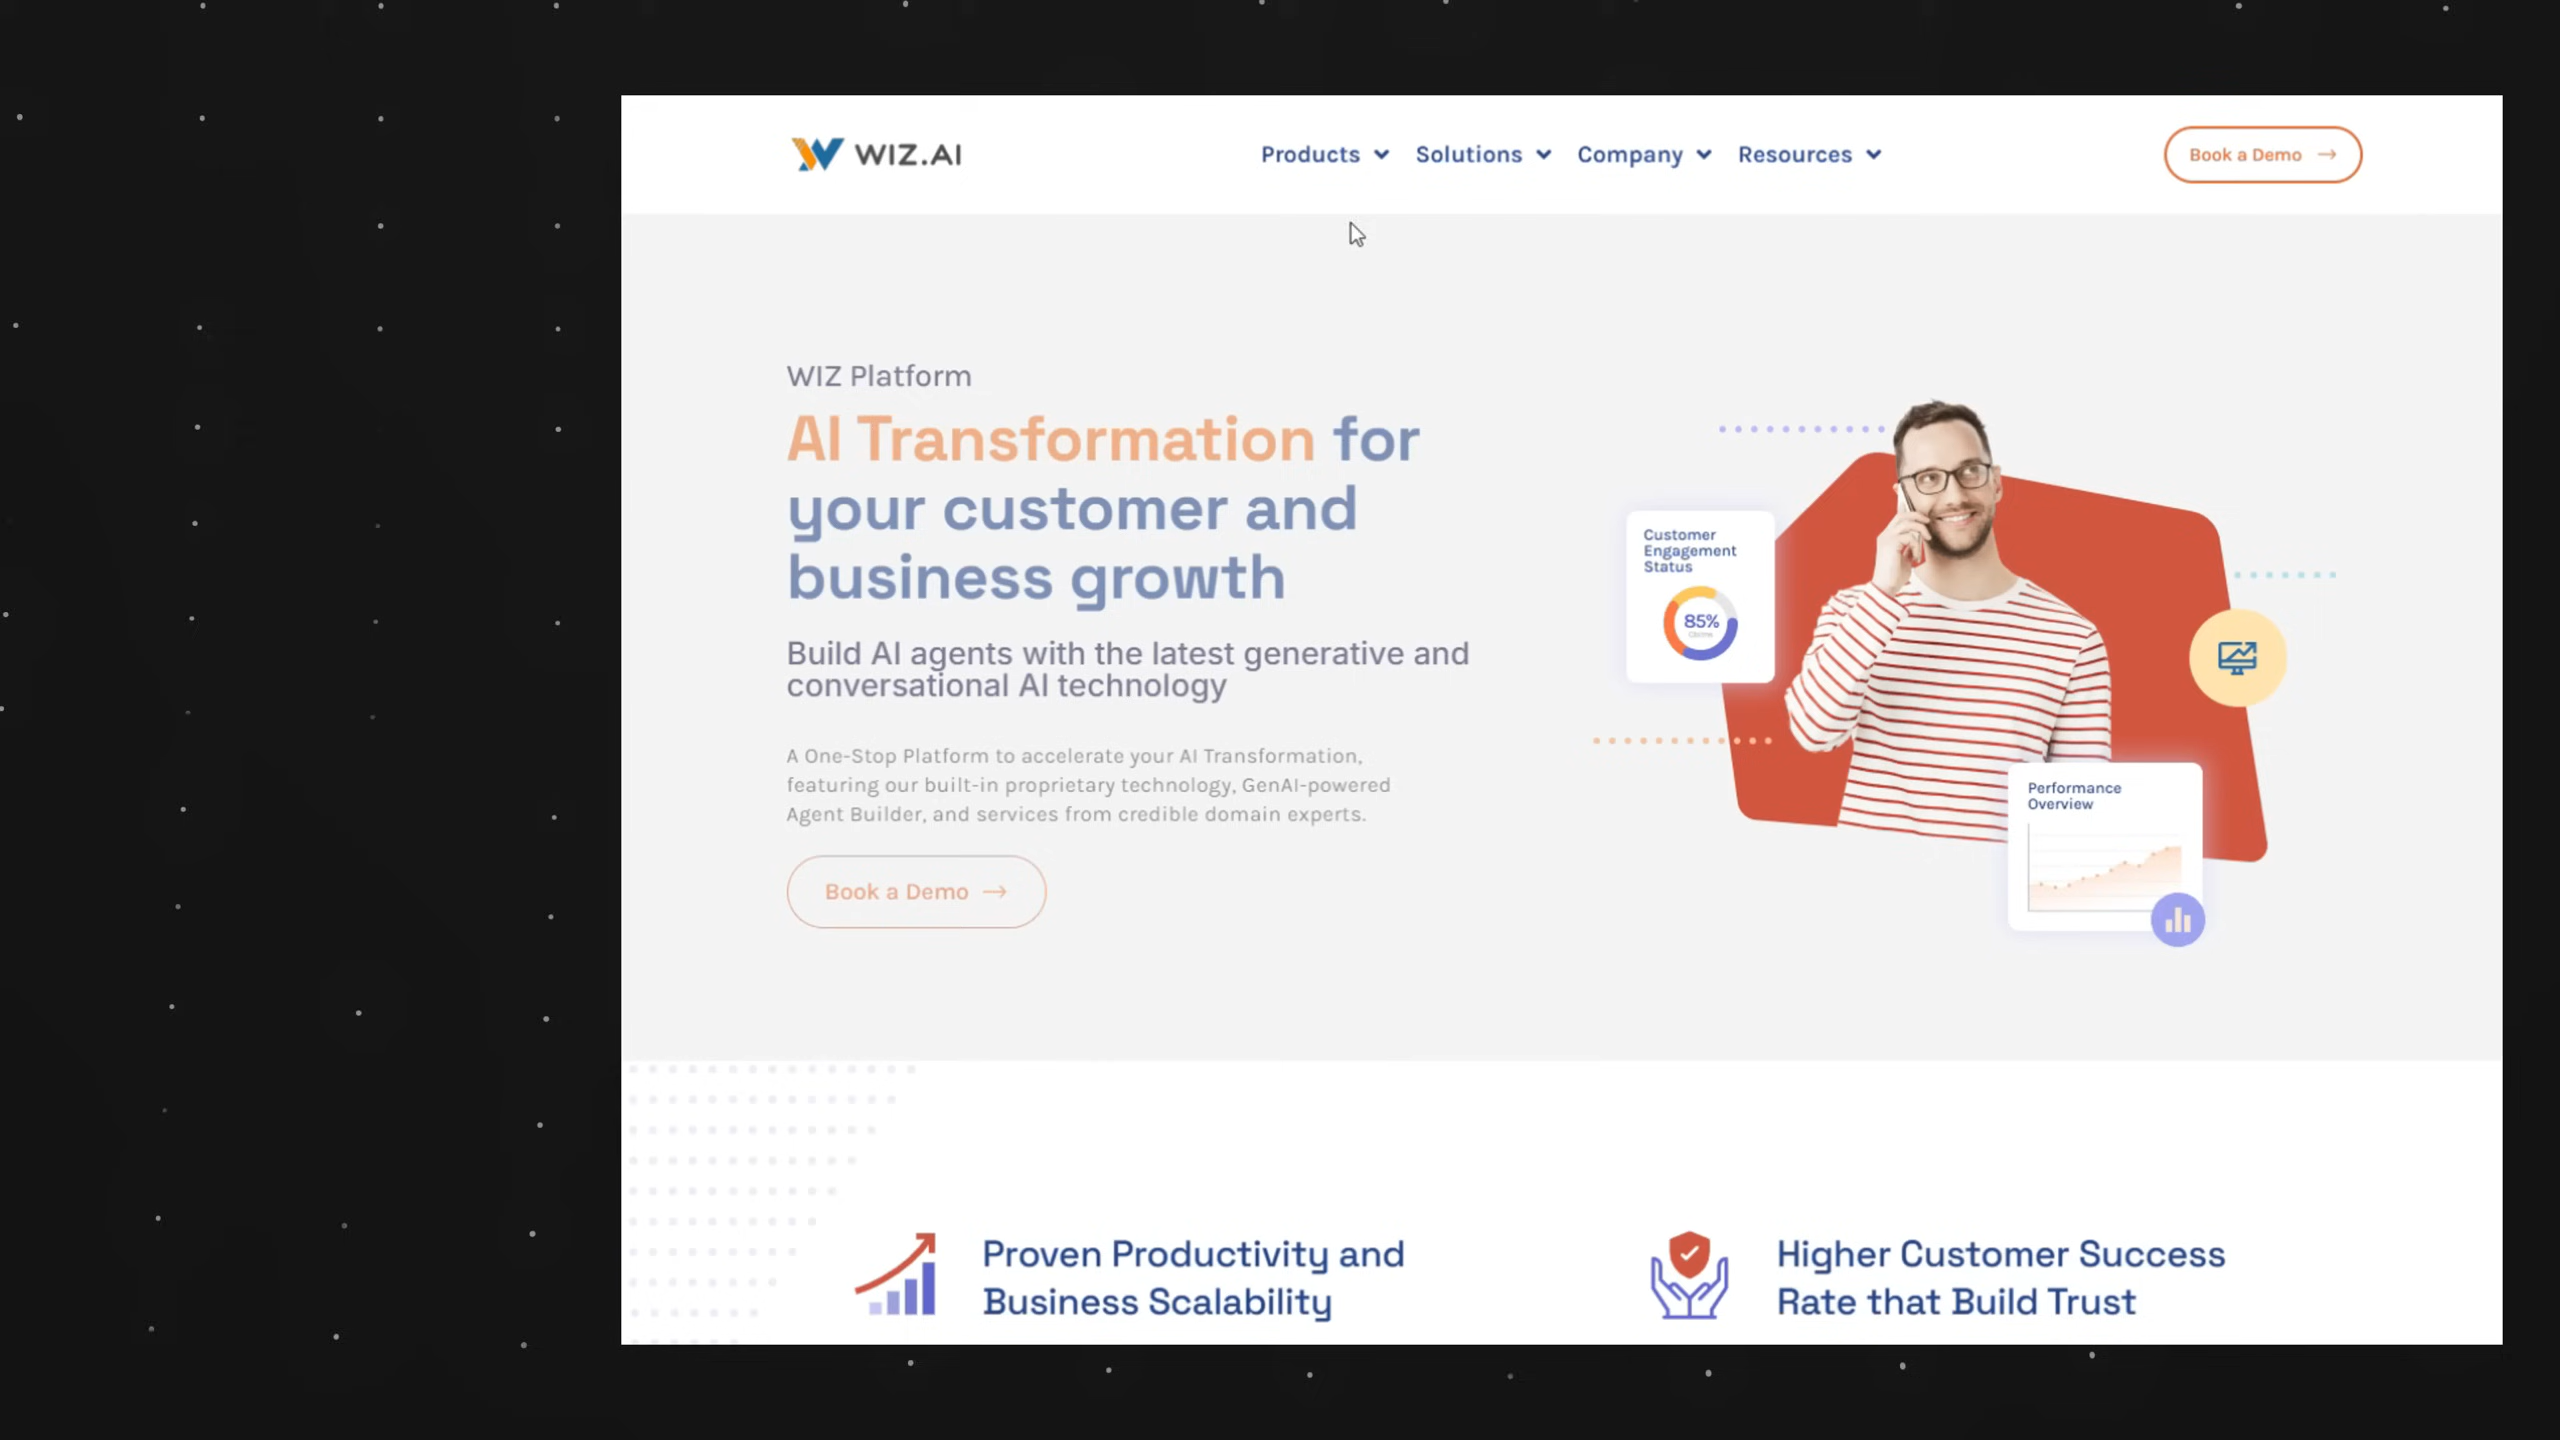 WIZ.AI
Products
Solutions
Company
Resources
Book a Demo
WIZ Platform
AI Transformation for
your customer and
business growth
Build AI agents with the latest generative and
conversational AI technology
A One-Stop Platform to accelerate your AI Transformation,
featuring our built-in proprietary technology, GenAI-powered
Agent Builder, and services from credible domain experts.
Book a Demo
Customer
Engagement
Status
85%
Performance
Overview
Proven Productivity and
Business Scalability
Higher Customer Success
Rate that Build Trust